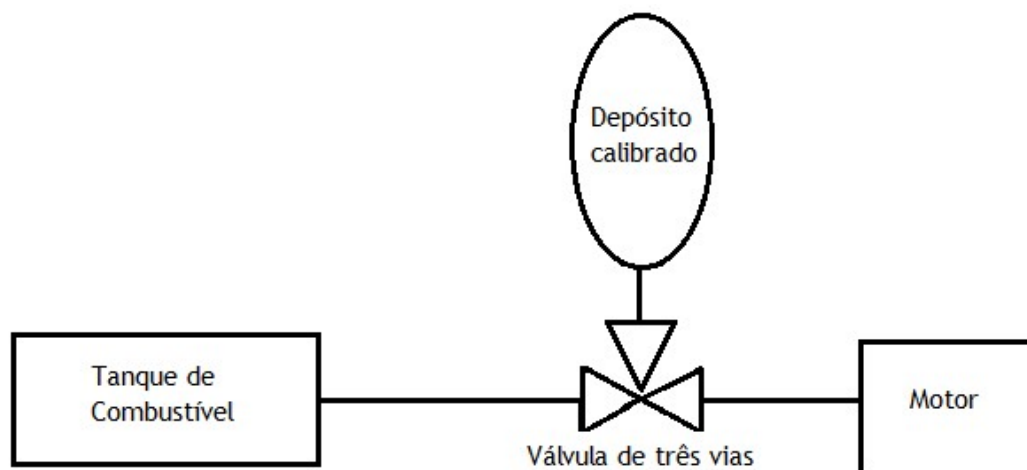 Depósito
calibrado
Tanque de
Combustível
Motor
Válvula de três vias